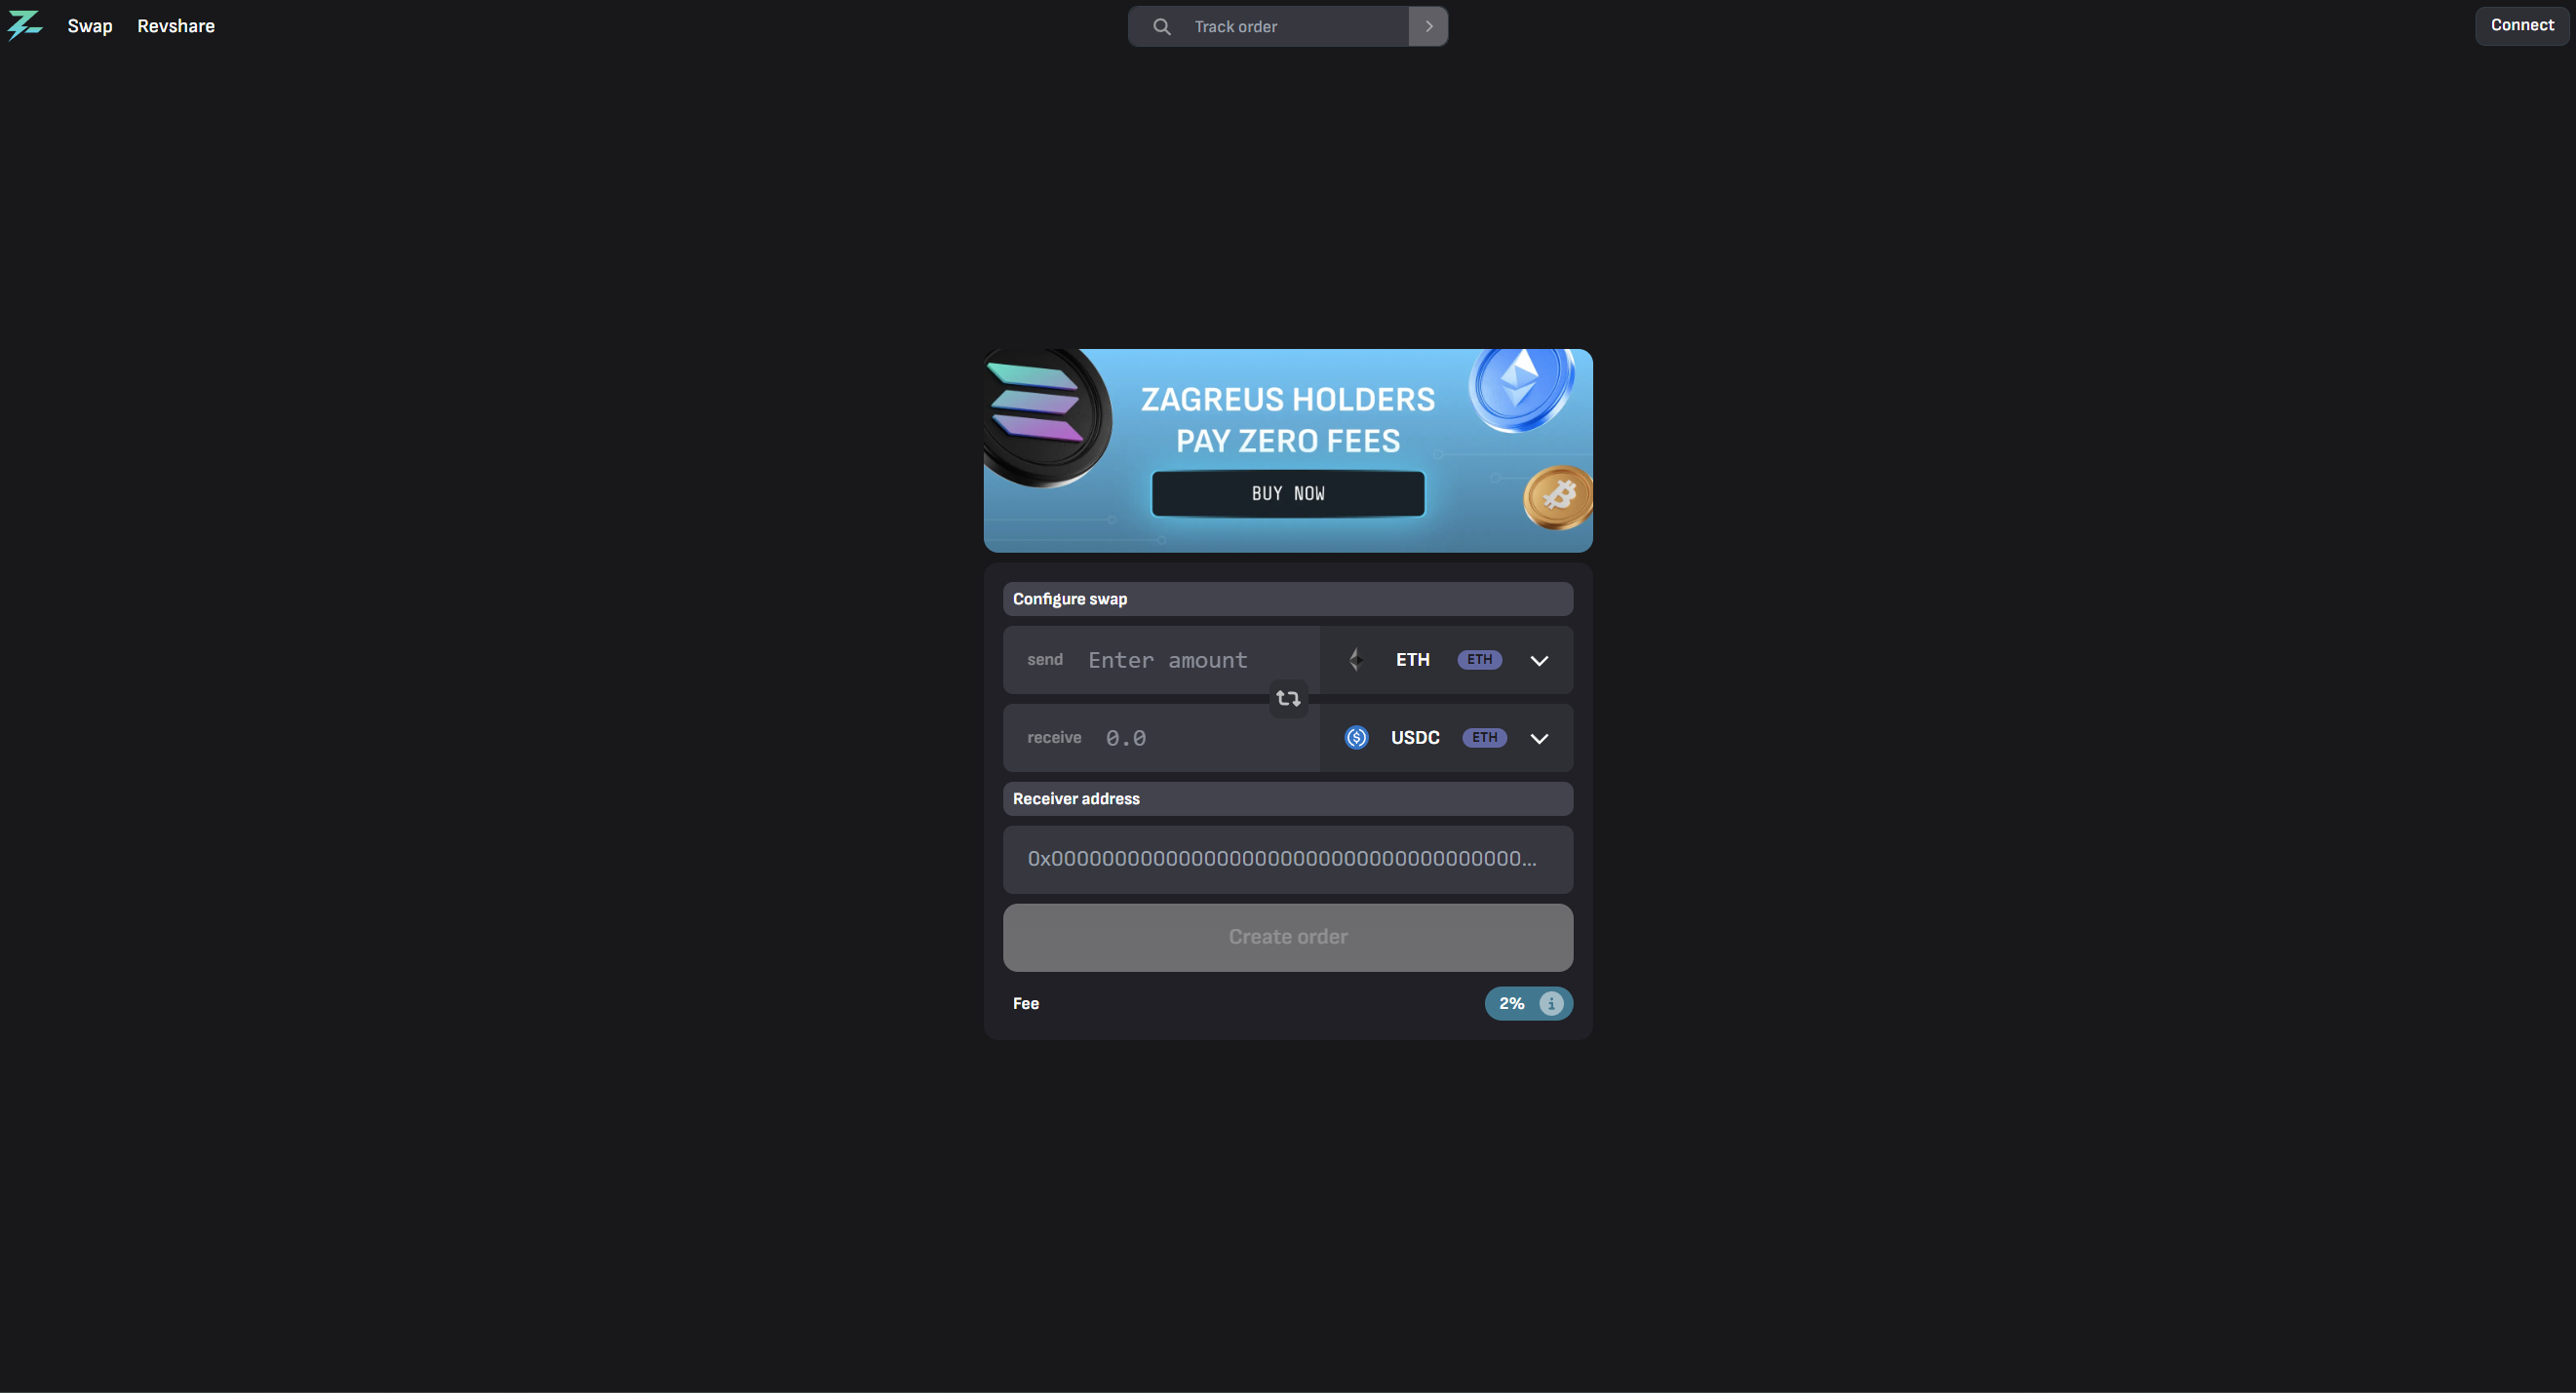 Swap
Revshare
Track order
Connect
ZAGREUS HOLDERS
PAY ZERO FEES
BUY NOW
Configure swap
send Enter amount ETH ETH
receive 0.0 USDC ETH
Receiver address
0x0000000000000000000000000000000000000...
Create order
Fee 2%